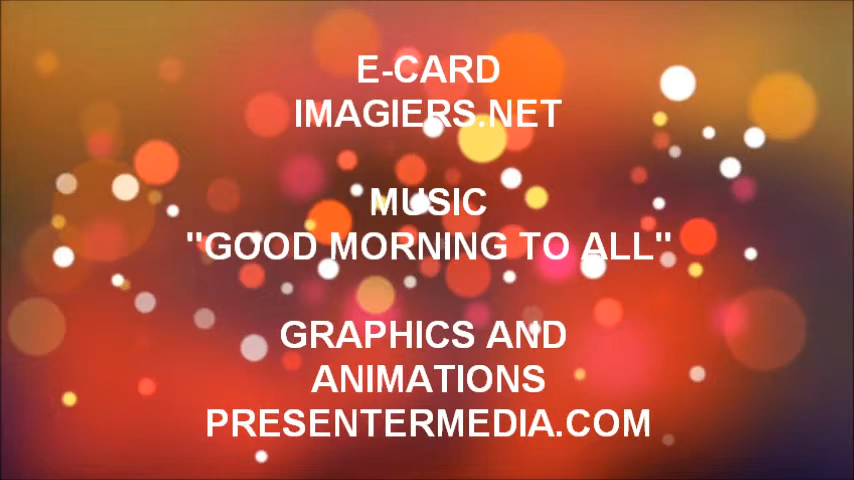 E-CARD
IMAGIERS.NET
MUSIC
"GOOD MORNING TO ALL"
GRAPHICS AND
ANIMATIONS
PRESENTERMEDIA.COM